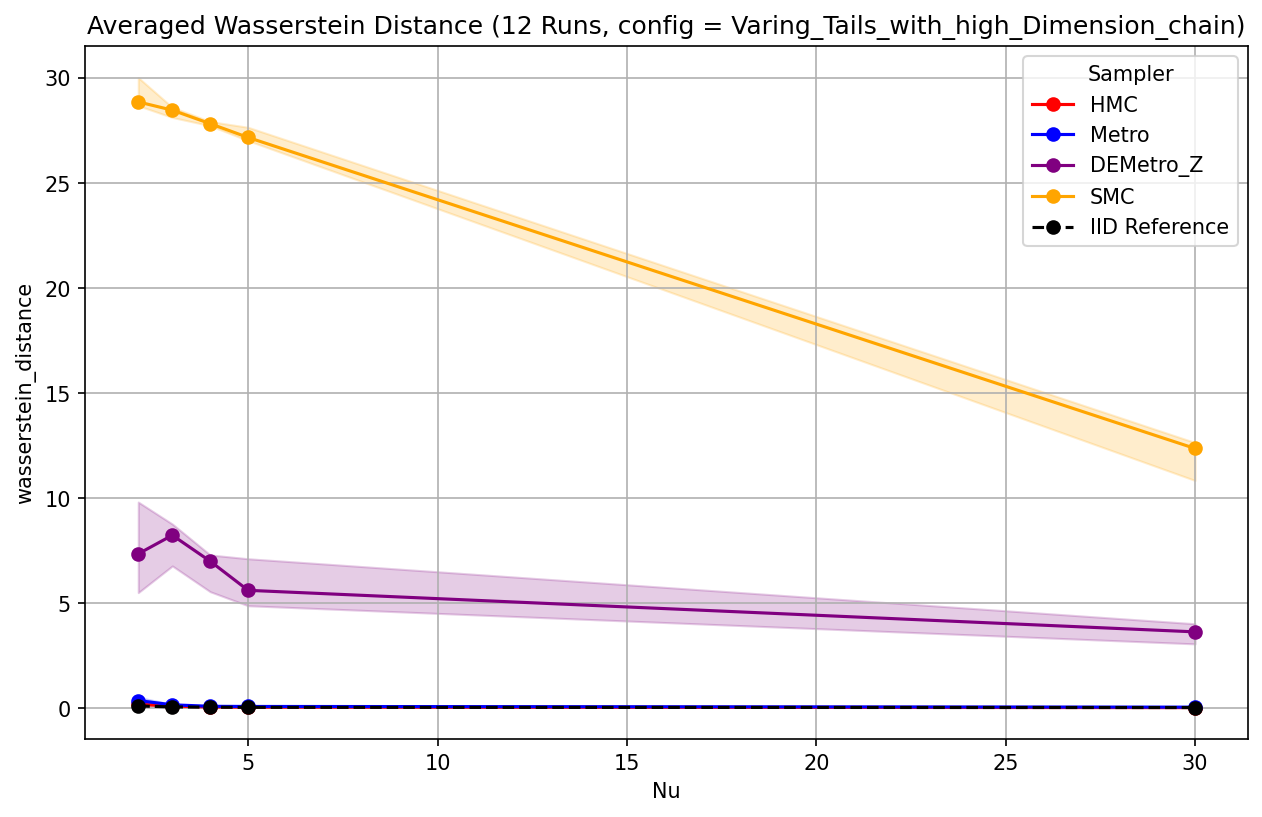 Averaged Wasserstein Distance (12 Runs, config = Varing_Tails_with_high_Dimension_chain)
wasserstein_distance
30
25
20
15
10
5
0
Sampler
HMC
Metro
DEMetro_Z
SMC
IID Reference
5
10
15
20
25
30
Nu